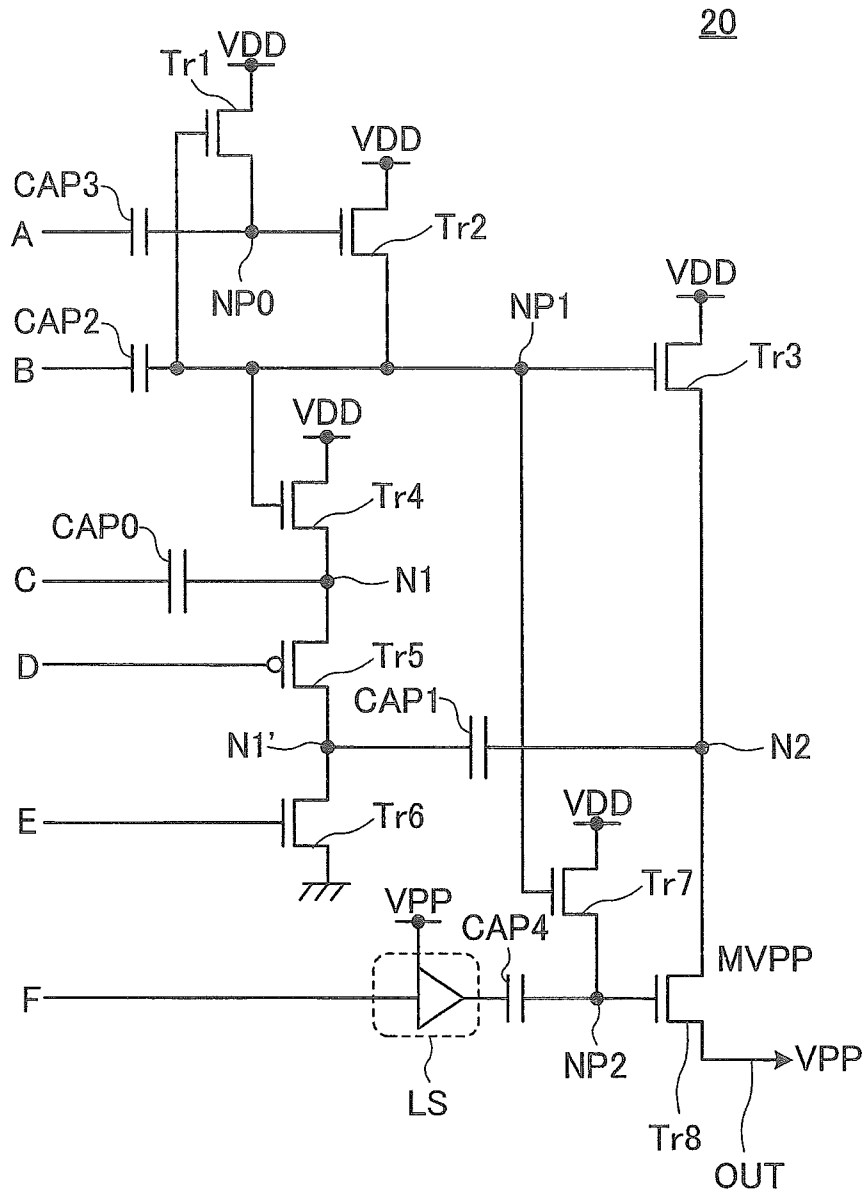 20
VDD
Tr1
VDD
CAP3
A
Tr2
NP0
VDD
CAP2
NP1
B
Tr3
VDD
Tr4
CAP0
C
N1
D
Tr5
CAP1
N1'
N2
VDD
E
Tr6
Tr7
VPP
CAP4
MVPP
F
NP2
VPP
LS
Tr8
OUT